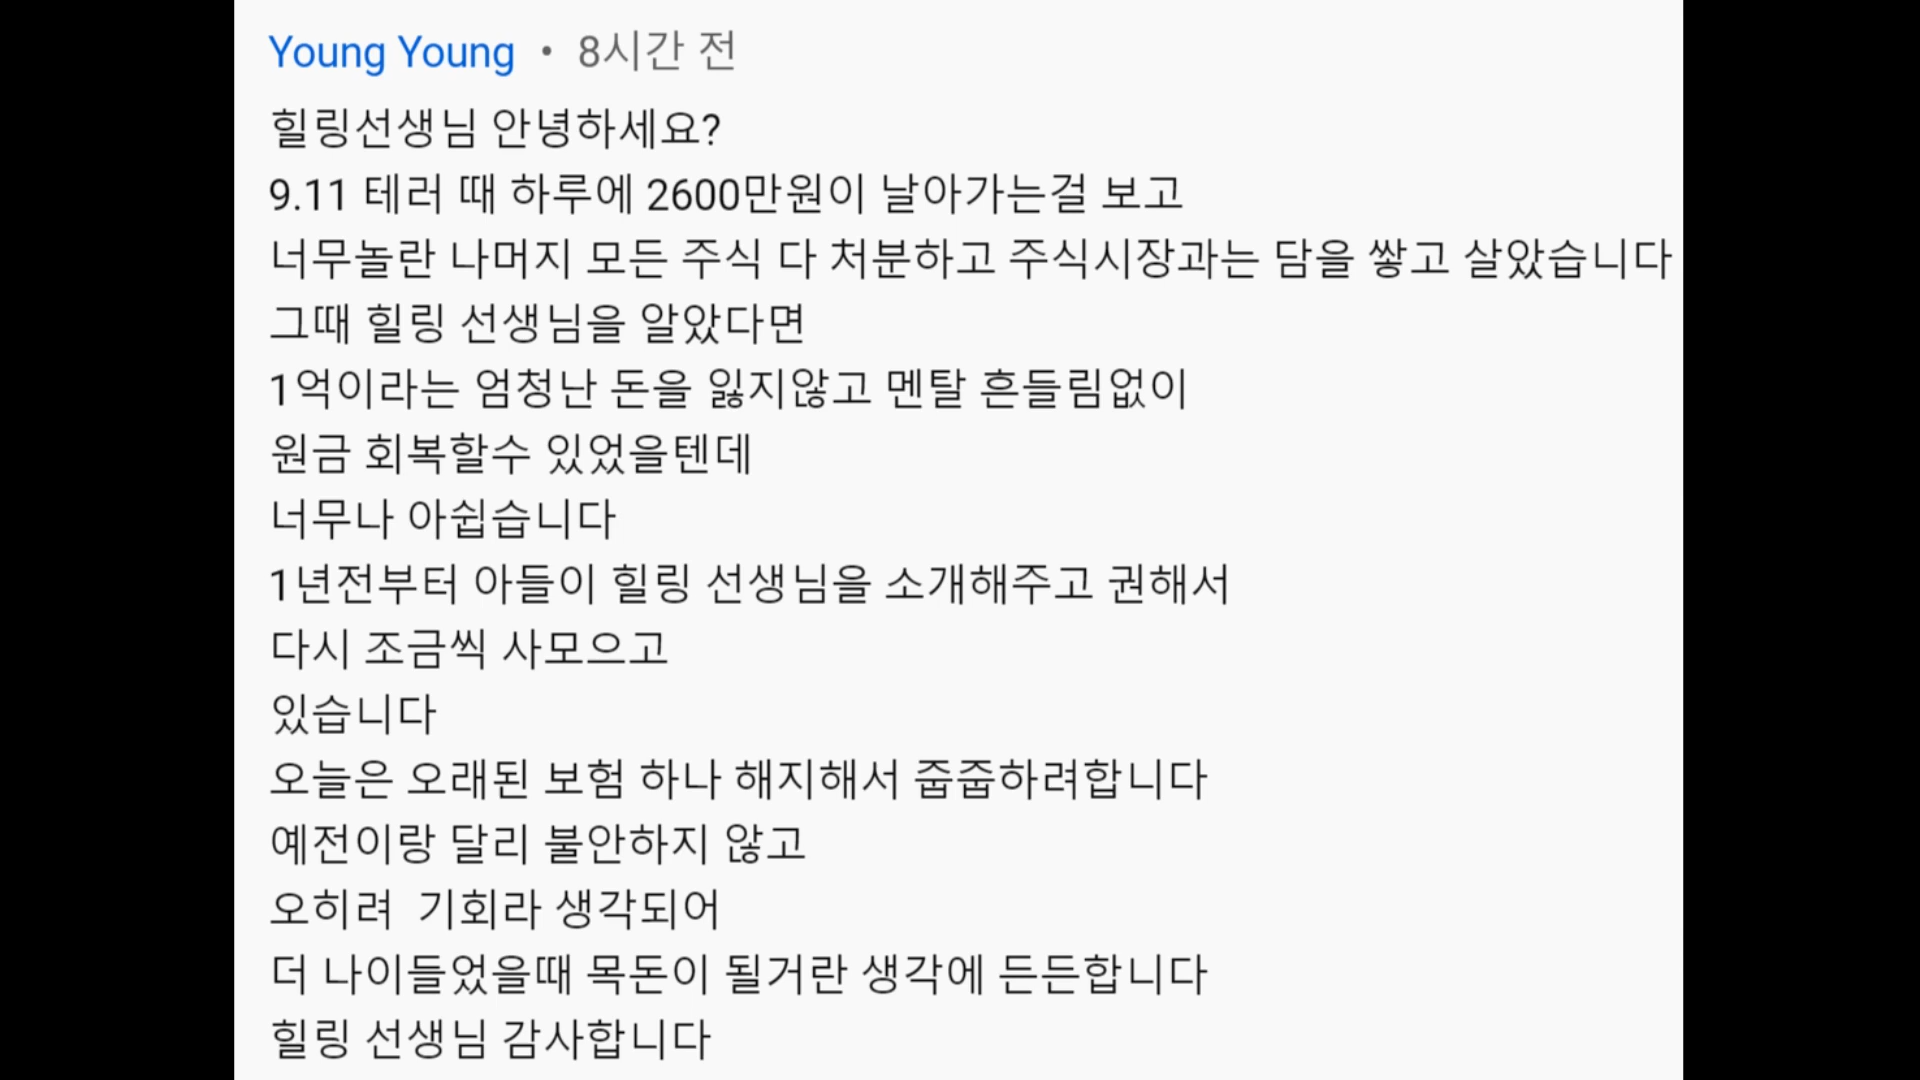 Young Young • 8시간 전
힐링선생님 안녕하세요?
9.11 테러 때 하루에 2600만원이 날아가는걸 보고
너무놀란 나머지 모든 주식 다 처분하고 주식시장과는 담을 쌓고 살았습니다
그때 힐링 선생님을 알았다면
1억이라는 엄청난 돈을 잃지않고 멘탈 흔들림없이
원금 회복할수 있었을텐데
너무나 아쉽습니다
1년전부터 아들이 힐링 선생님을 소개해주고 권해서
다시 조금씩 사모으고
있습니다
오늘은 오래된 보험 하나 해지해서 줍줍하려합니다
예전이랑 달리 불안하지 않고
오히려  기회라 생각되어
더 나이들었을때 목돈이 될거란 생각에 든든합니다
힐링 선생님 감사합니다